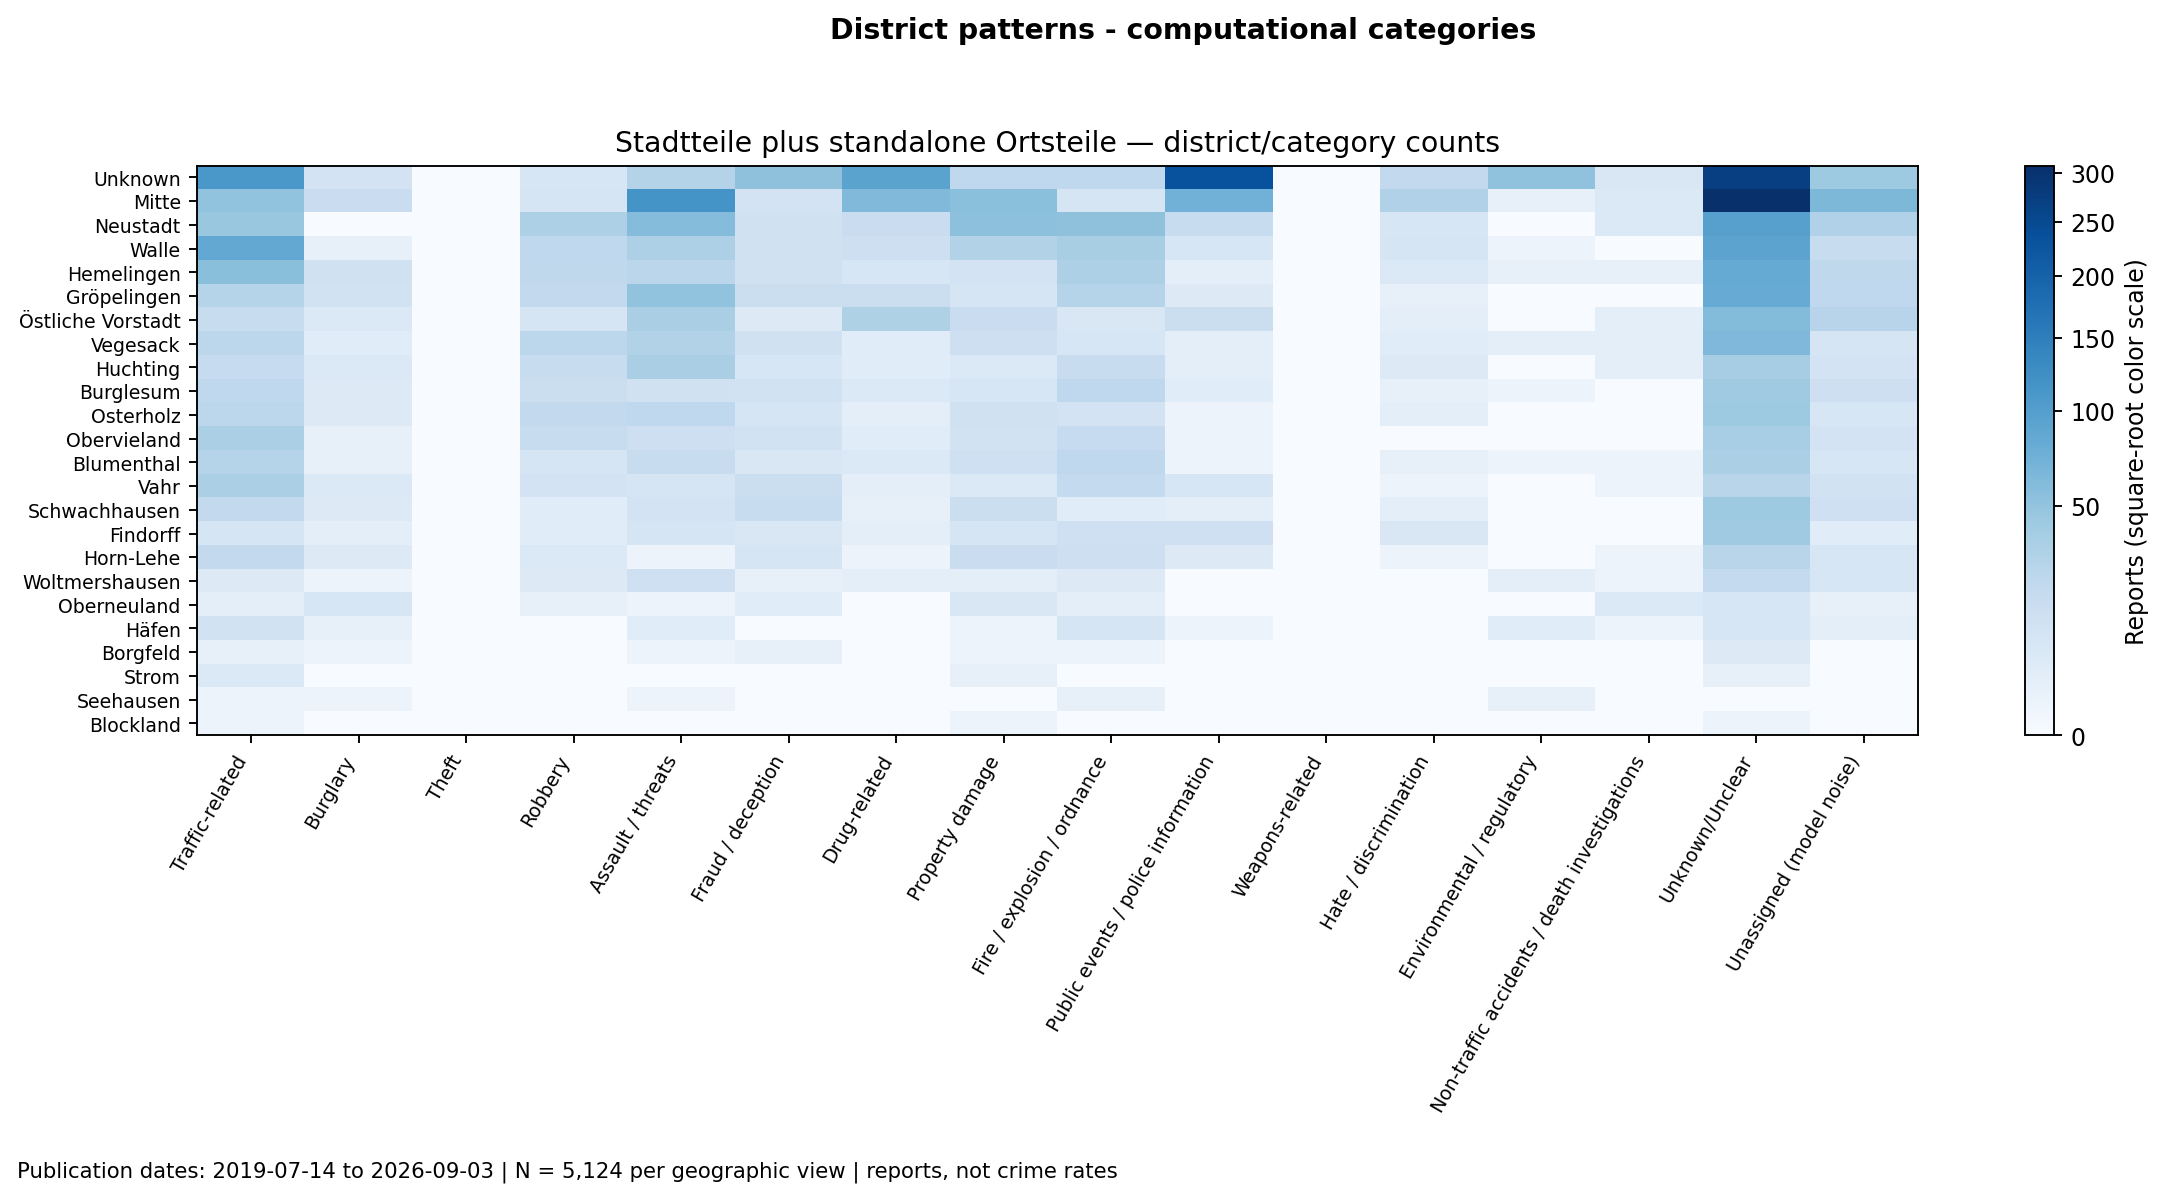 District patterns - computational categories
Stadtteile plus standalone Ortsteile — district/category counts
Unknown
Mitte
Neustadt
Walle
Hemelingen
Gröpelingen
Östliche Vorstadt
Vegesack
Huchting
Burglesum
Osterholz
Obervieland
Blumenthal
Vahr
Schwachhausen
Findorff
Horn-Lehe
Woltmershausen
Oberneuland
Häfen
Borgfeld
Strom
Seehausen
Blockland
Traffic-related
Burglary
Theft
Robbery
Assault / threats
Fraud / deception
Drug-related
Property damage
Fire / explosion / ordnance
Public events / police information
Weapons-related
Hate / discrimination
Environmental / regulatory
Non-traffic accidents / death investigations
Unknown/Unclear
Unassigned (model noise)
300
250
200
150
100
50
0
Reports (square-root color scale)
Publication dates: 2019-07-14 to 2026-09-03 | N = 5,124 per geographic view | reports, not crime rates